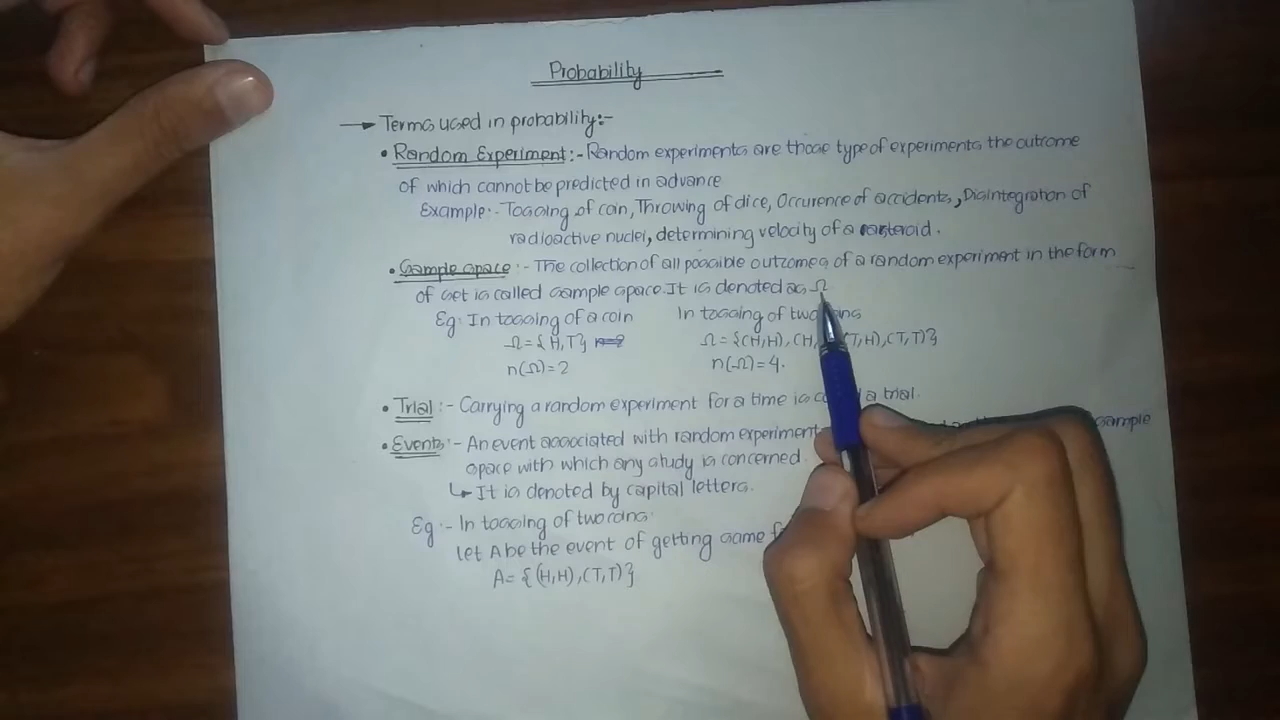 Probability
→ Terms used in probability:-
• Random Experiment:- Random experiments are those type of experiments the outcome
of which cannot be predicted in advance
Example:- Tossing of coin, Throwing of dice, Occurence of accidents, Disintegration of
radioactive nuclei, determining velocity of a asteroid.
• Sample space:- The collection of all possible outcomes of a random experiment in the form
of set is called sample space. It is denoted as Ω
Eg: In tossing of a coin In tossing of two
Ω = {H,T} Ω = {(H,H), (H, T,H), (T,T)}
n(Ω)=2 n(Ω)=4.
• Trial:- Carrying a random experiment for a time is a trial.
• Events:- An event associated with random experiment sample
space with which any study is concerned
↳ It is denoted by capital letters.
Eg:- In tossing of two coins.
let A be the event of getting same
A= {(H,H),(T,T)}